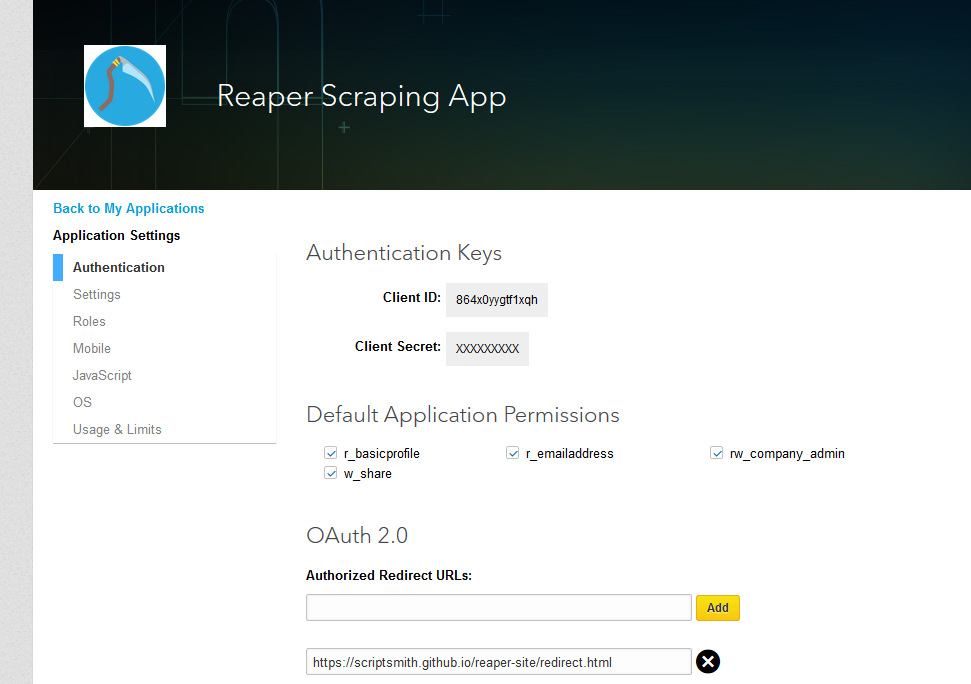 Reaper Scraping App
Back to My Applications
Application Settings
Authentication
Settings
Roles
Mobile
JavaScript
OS
Usage & Limits
Authentication Keys
Client ID: 864x0yygtf1xqh
Client Secret: XXXXXXXXX
Default Application Permissions
r_basicprofile r_emailaddress rw_company_admin
w_share
OAuth 2.0
Authorized Redirect URLs:
Add
https://scriptsmith.github.io/reaper-site/redirect.html